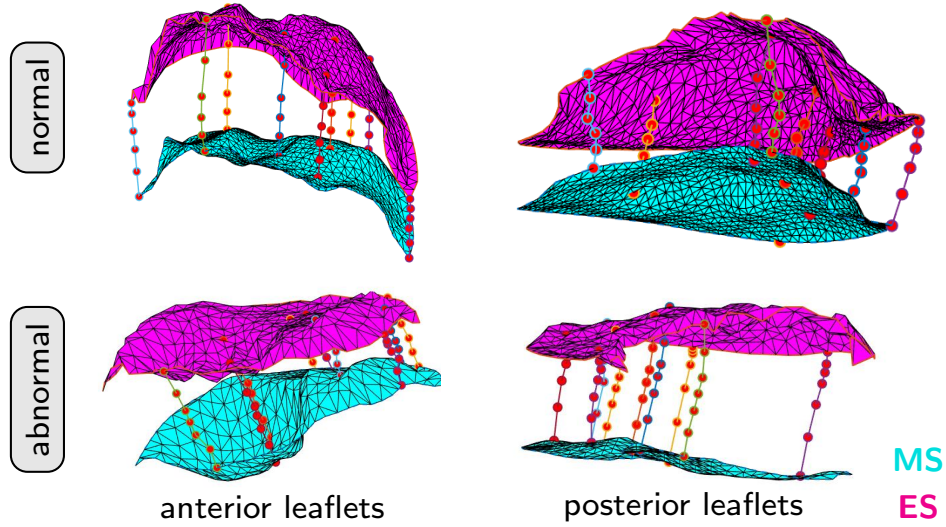 normal
abnormal
anterior leaflets
posterior leaflets
MS
ES